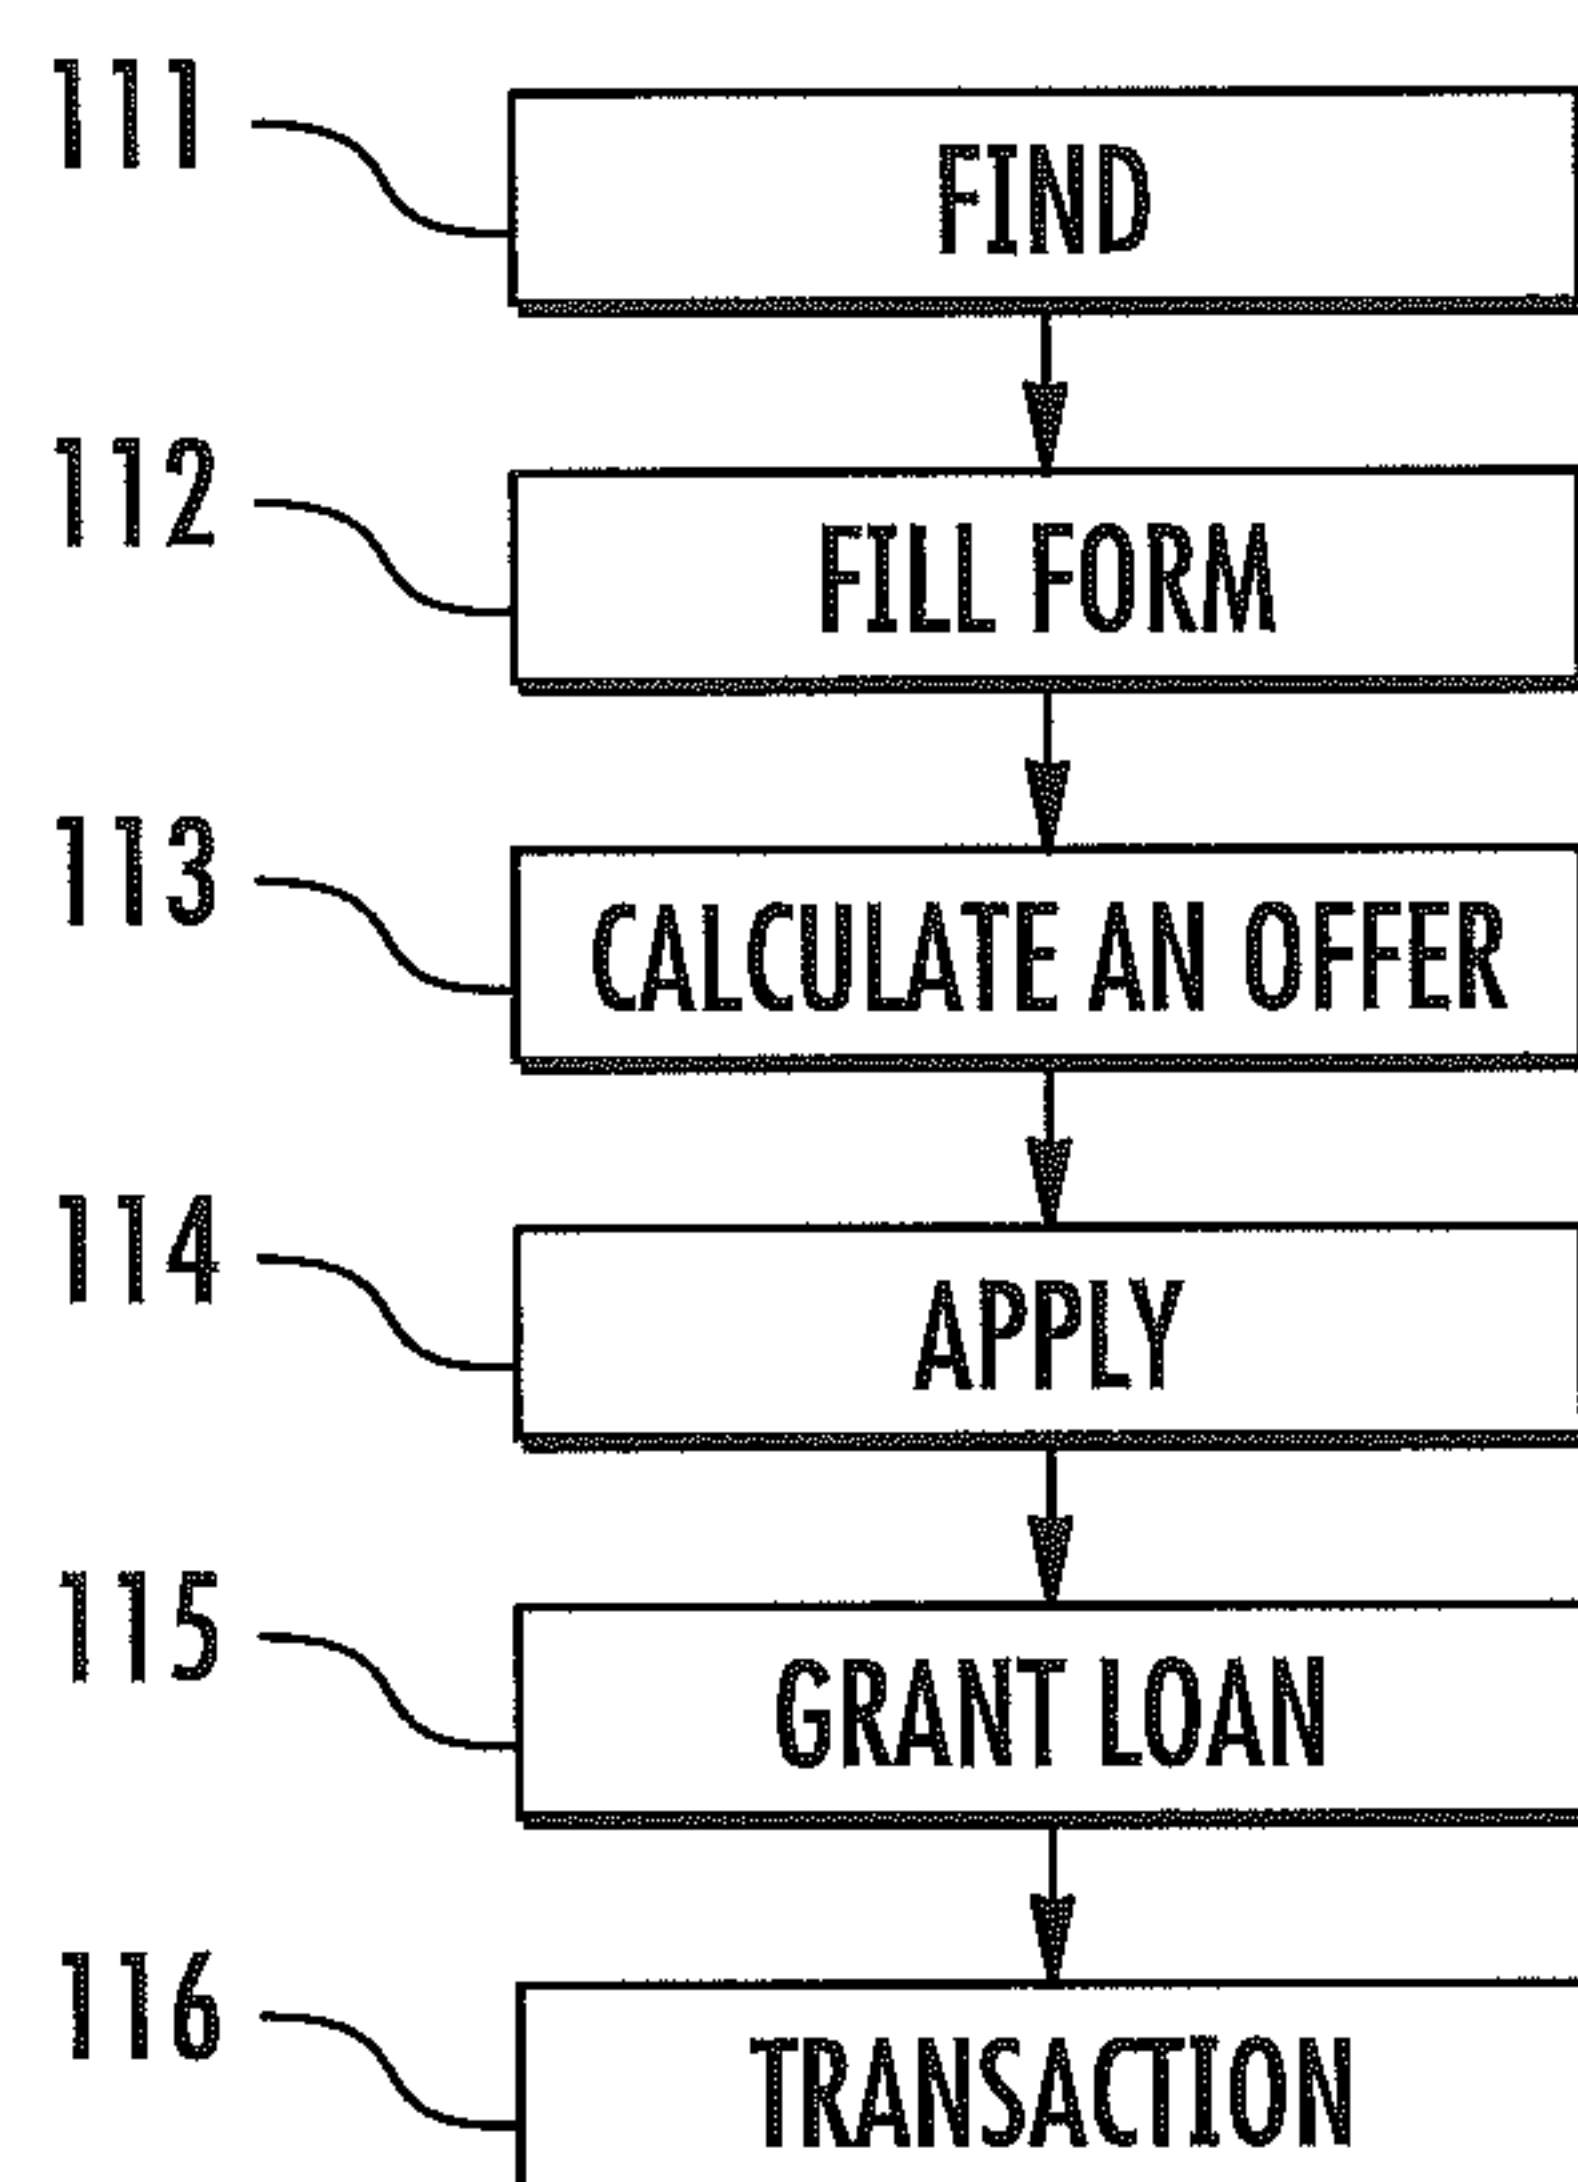 111
FIND
112
FILL FORM
113
CALCULATE AN OFFER
114
APPLY
115
GRANT LOAN
116
TRANSACTION